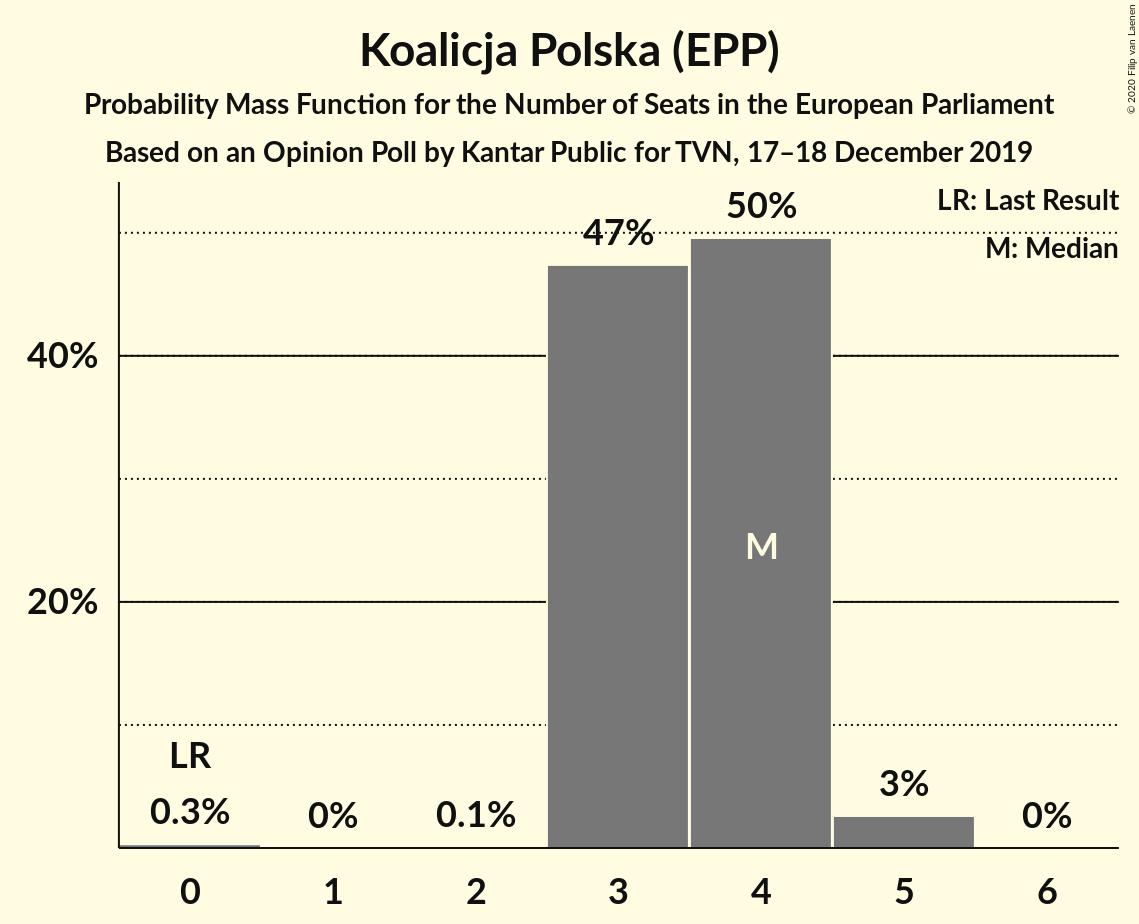 Koalicja Polska (EPP)
Probability Mass Function for the Number of Seats in the European Parliament
Based on an Opinion Poll by Kantar Public for TVN, 17–18 December 2019
© 2020 Filip van Laenen
LR: Last Result
M: Median
50%
47%
40%
M
20%
LR
0.3%
0%
0.1%
3%
0%
0 1 2 3 4 5 6